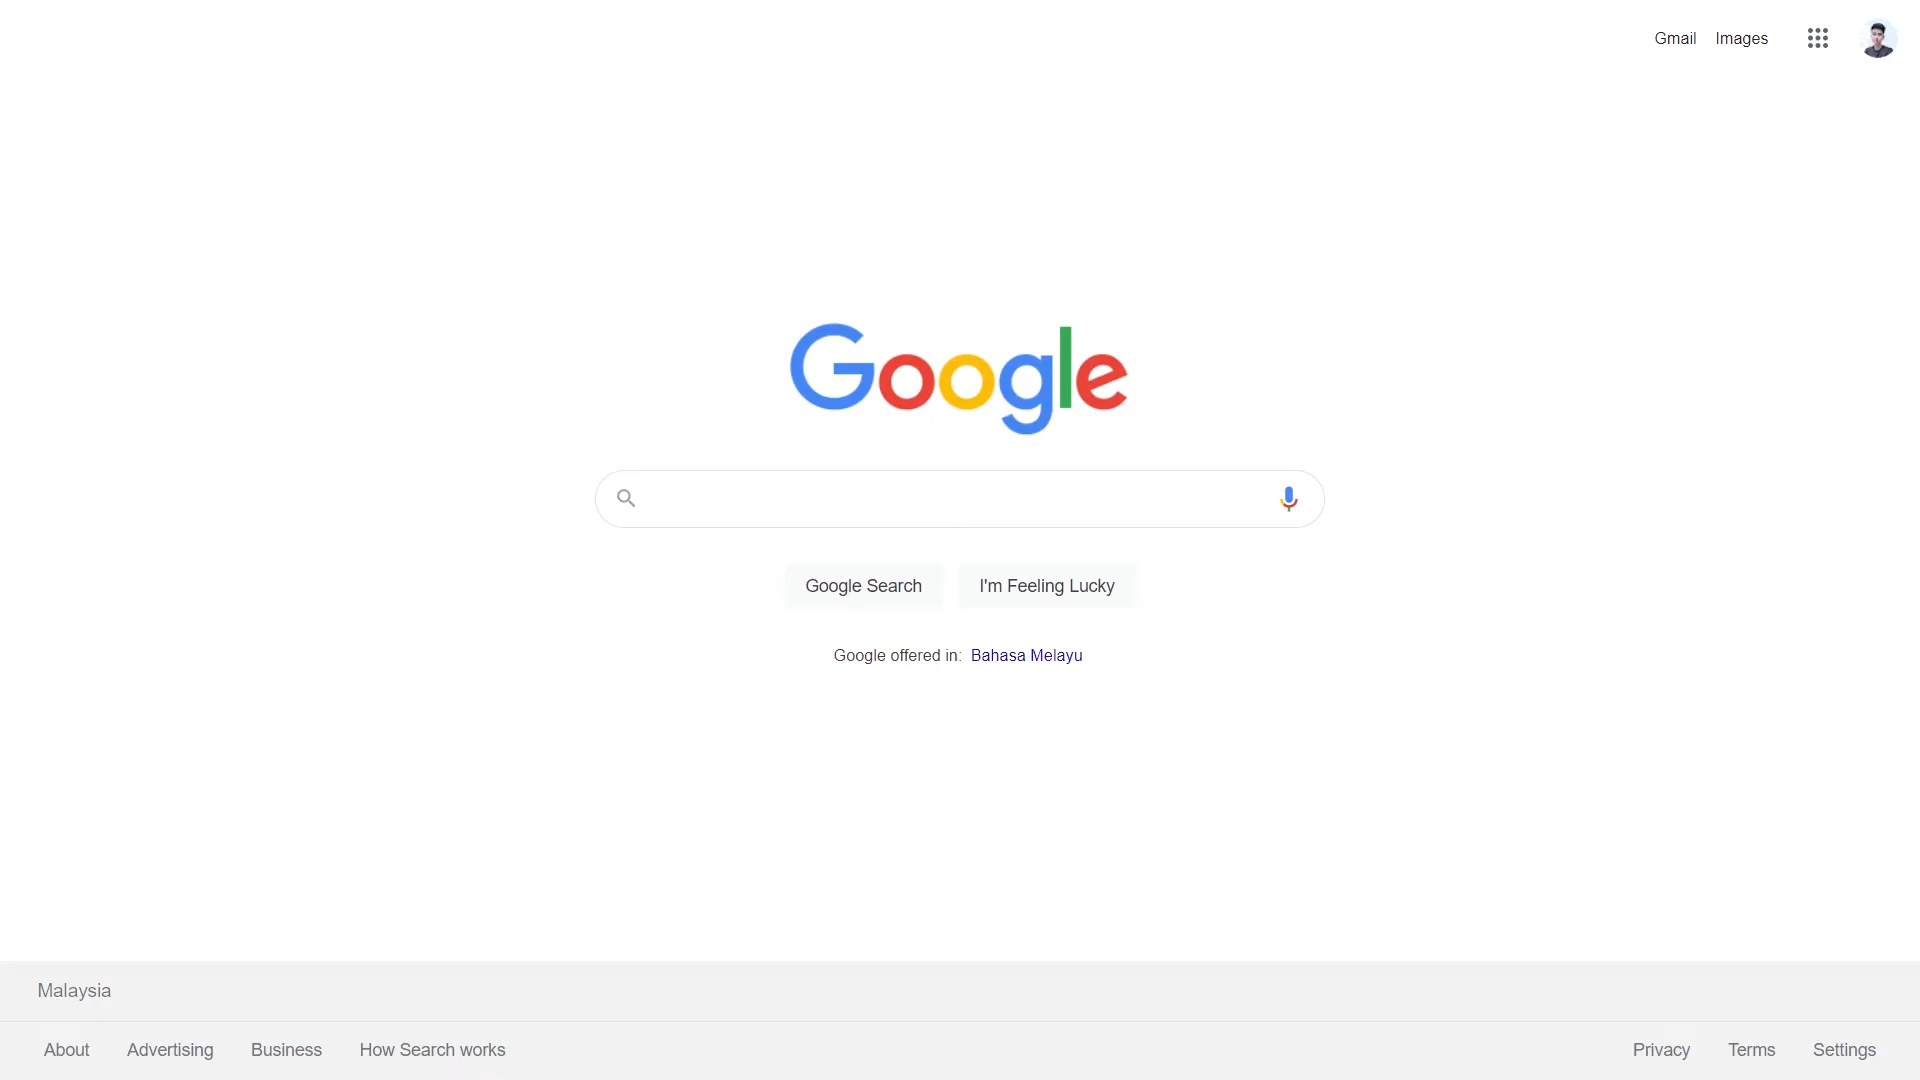 Gmail Images
Google
Google Search I'm Feeling Lucky
Google offered in: Bahasa Melayu
Malaysia
About Advertising Business How Search works Privacy Terms Settings